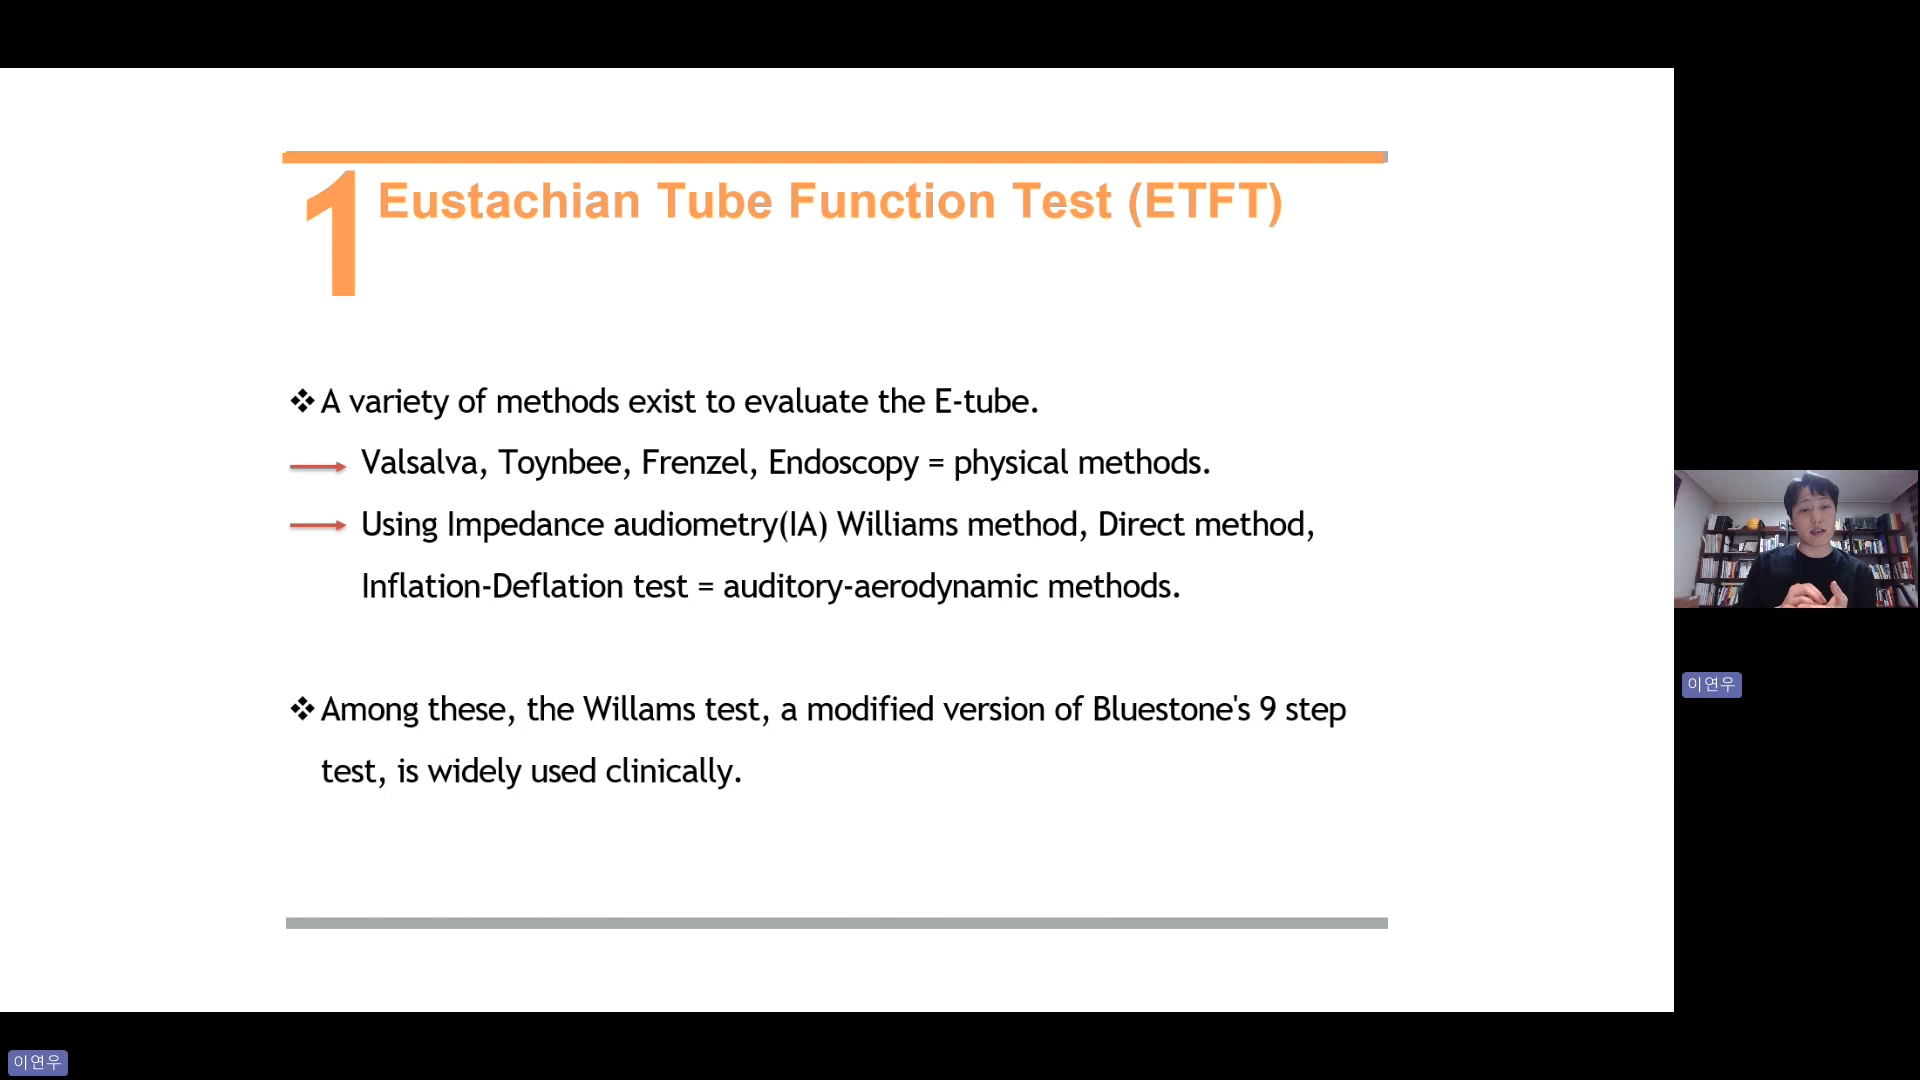 1
Eustachian Tube Function Test (ETFT)
❖A variety of methods exist to evaluate the E-tube.
Valsalva, Toynbee, Frenzel, Endoscopy = physical methods.
Using Impedance audiometry(IA) Williams method, Direct method,
Inflation-Deflation test = auditory-aerodynamic methods.
❖Among these, the Willams test, a modified version of Bluestone's 9 step
test, is widely used clinically.
이연우
이연우